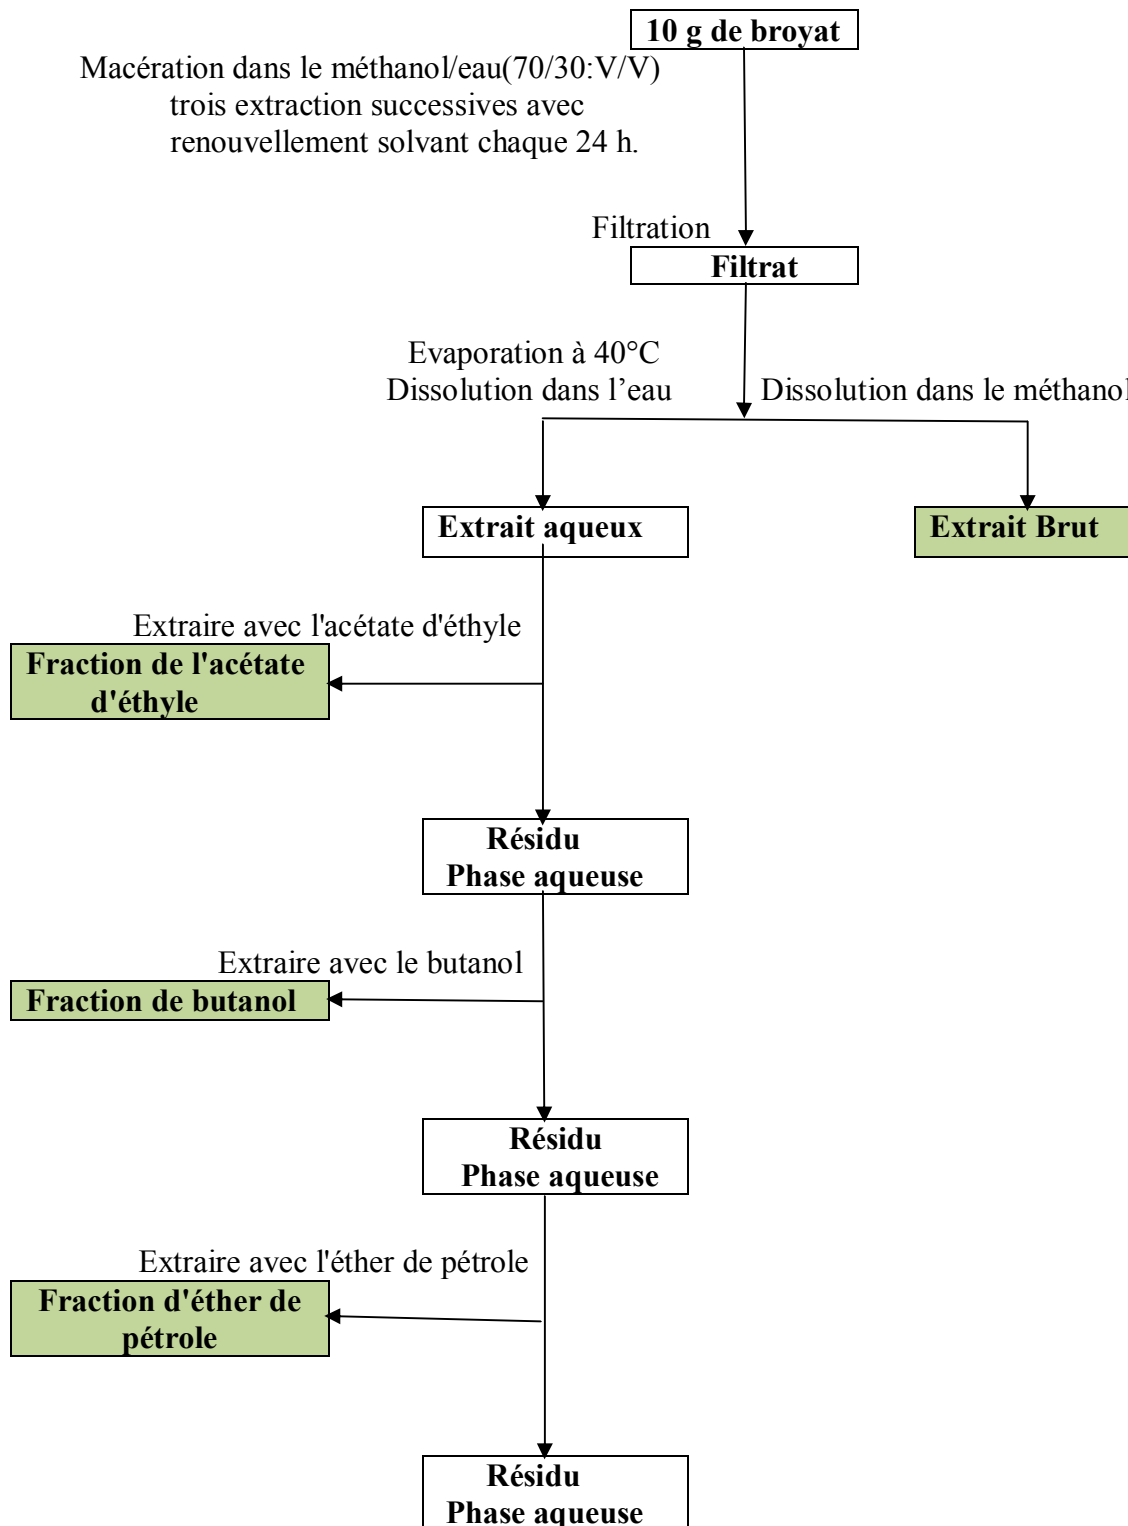 10 g de broyat
Macération dans le méthanol/eau(70/30:V/V)
trois extraction successives avec
renouvellement solvant chaque 24 h.
Filtration
Filtrat
Evaporation à 40°C
Dissolution dans l’eau
Dissolution dans le méthanol
Extrait aqueux
Extrait Brut
Extraire avec l'acétate d'éthyle
Fraction de l'acétate
d'éthyle
Résidu
Phase aqueuse
Extraire avec le butanol
Fraction de butanol
Résidu
Phase aqueuse
Extraire avec l'éther de pétrole
Fraction d'éther de
pétrole
Résidu
Phase aqueuse